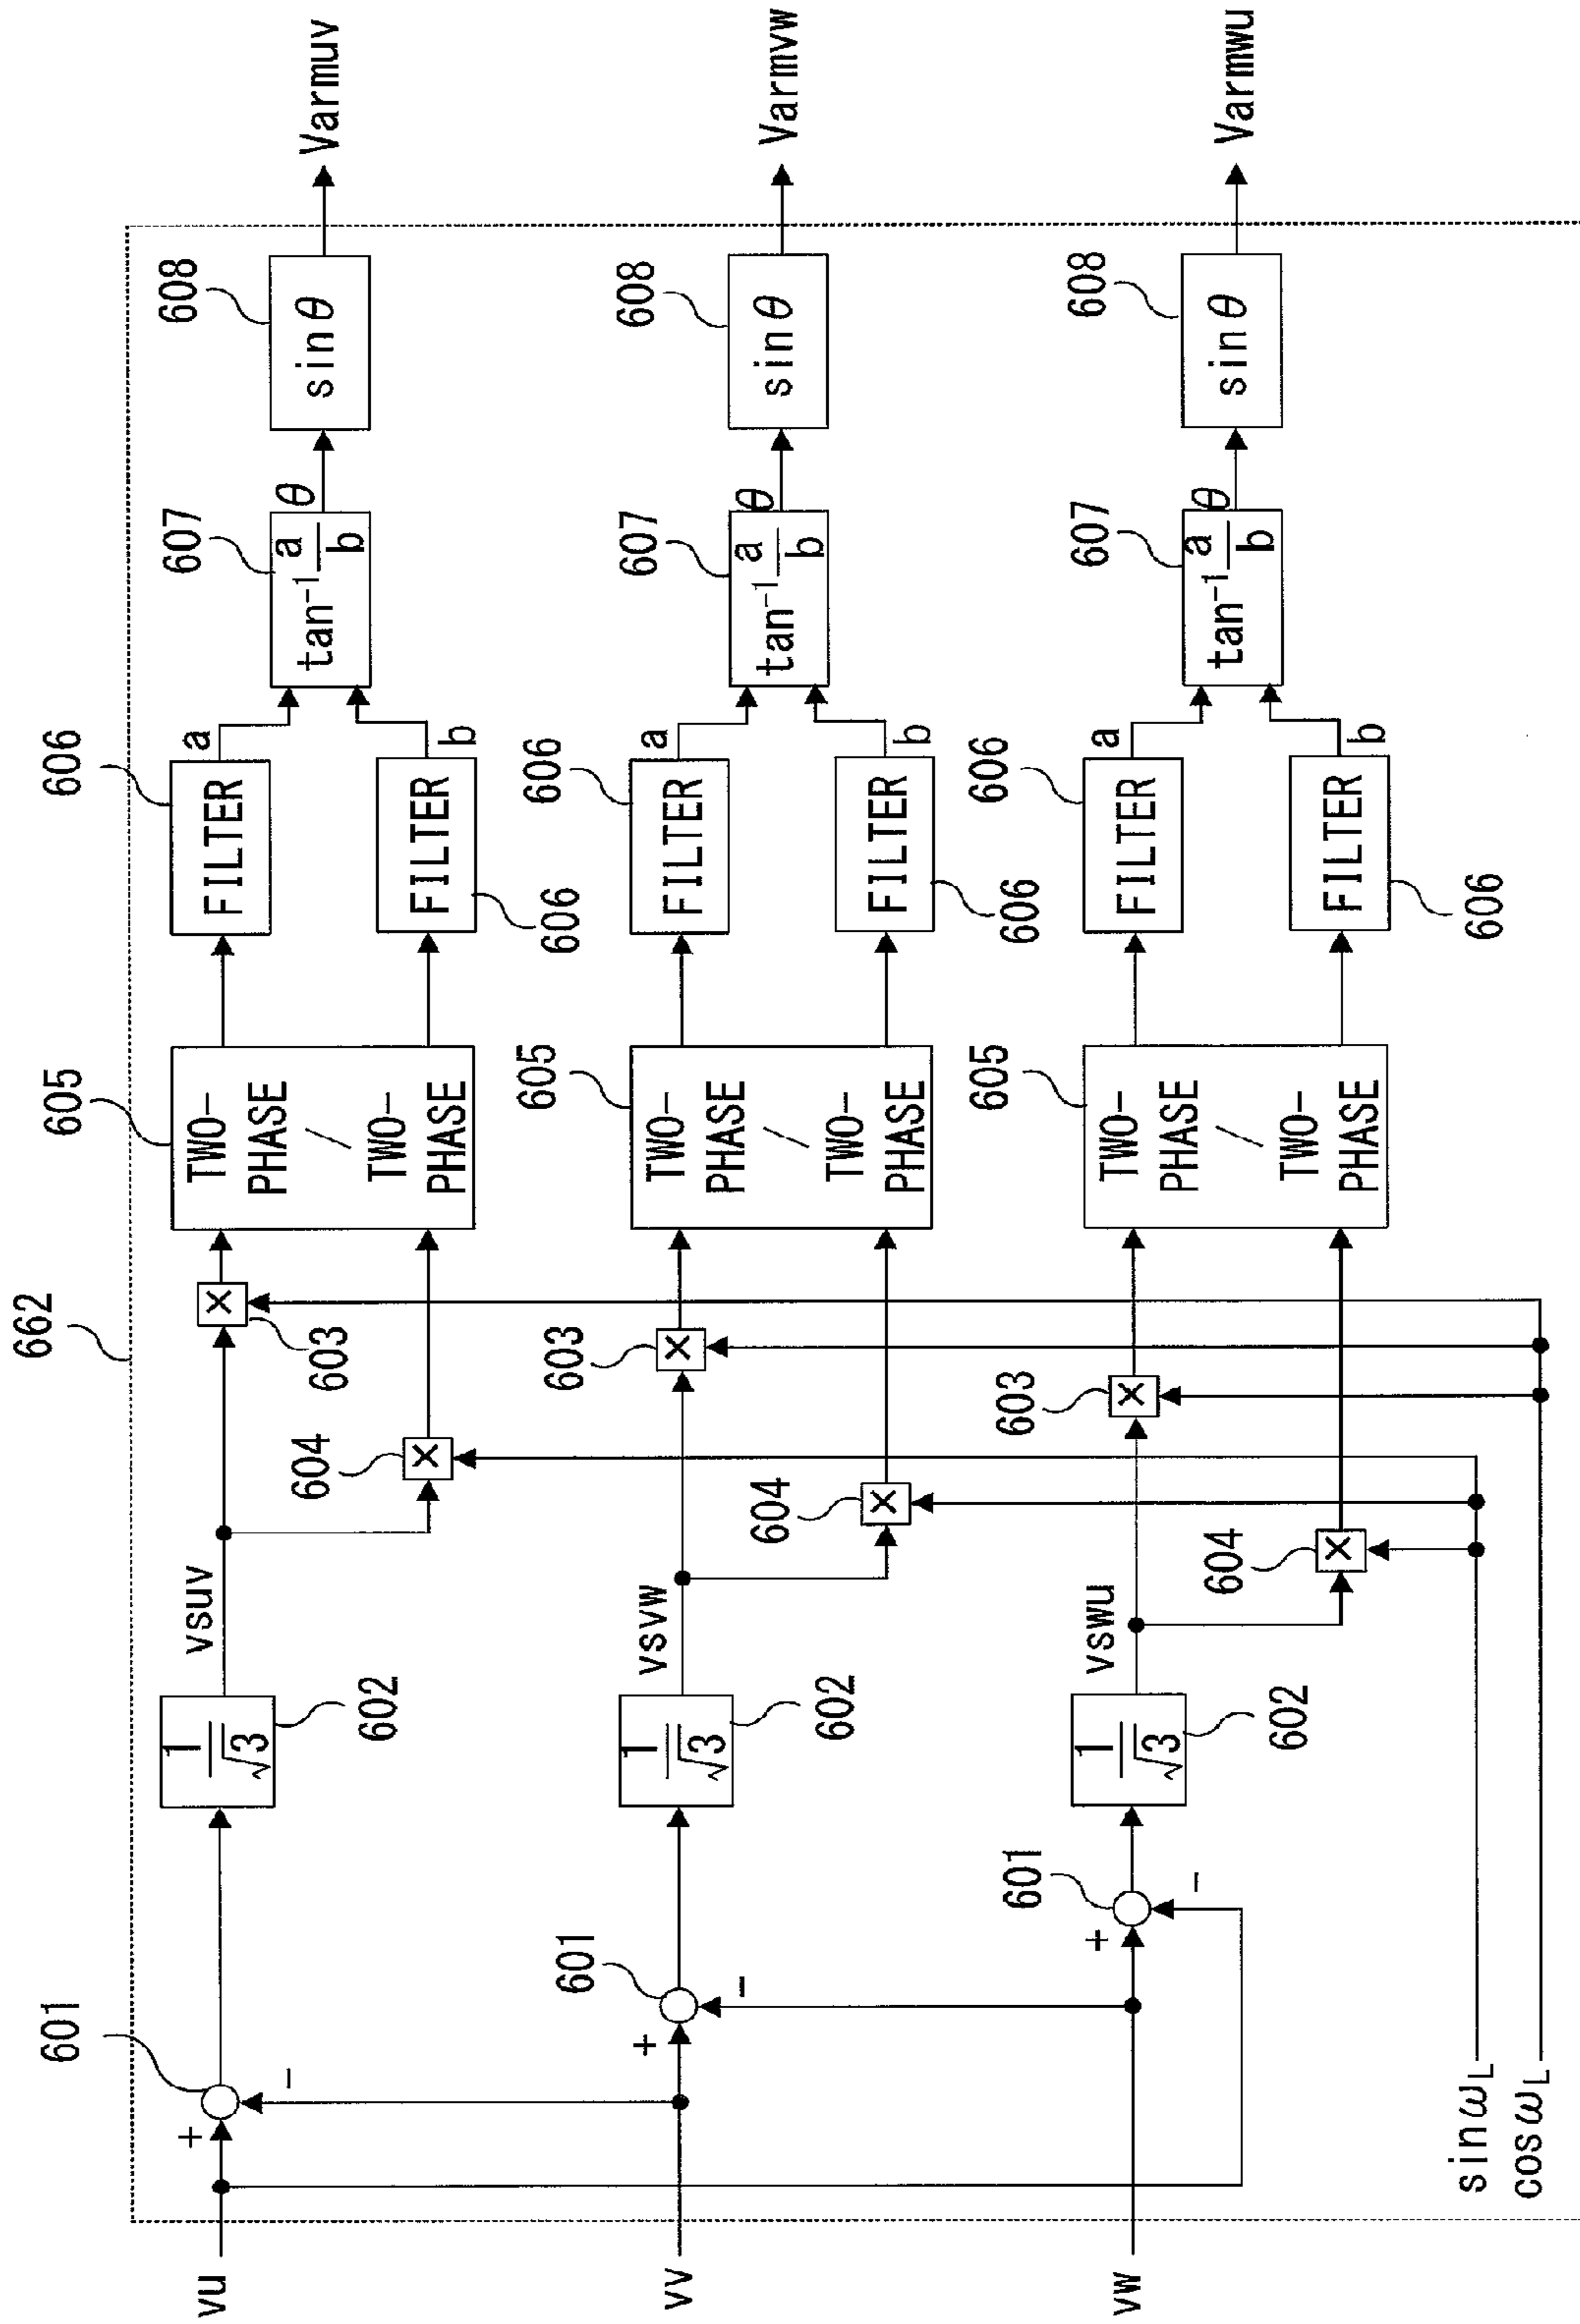 662
vu
+
−
601
1
√3
602
vsuv
603
×
604
×
605
TWO-
PHASE
/
TWO-
PHASE
606
FILTER
a
FILTER
606
b
607
tan⁻¹ a
b
θ
608
sinθ
Varmuv
vv
+
−
601
1
√3
602
vsvw
603
×
604
×
605
TWO-
PHASE
/
TWO-
PHASE
606
FILTER
a
FILTER
606
b
607
tan⁻¹ a
b
θ
608
sinθ
Varmvw
vw
+
−
601
1
√3
602
vswu
603
×
604
×
605
TWO-
PHASE
/
TWO-
PHASE
606
FILTER
a
FILTER
606
b
607
tan⁻¹ a
b
θ
608
sinθ
Varmwu
sinω_L
cosω_L